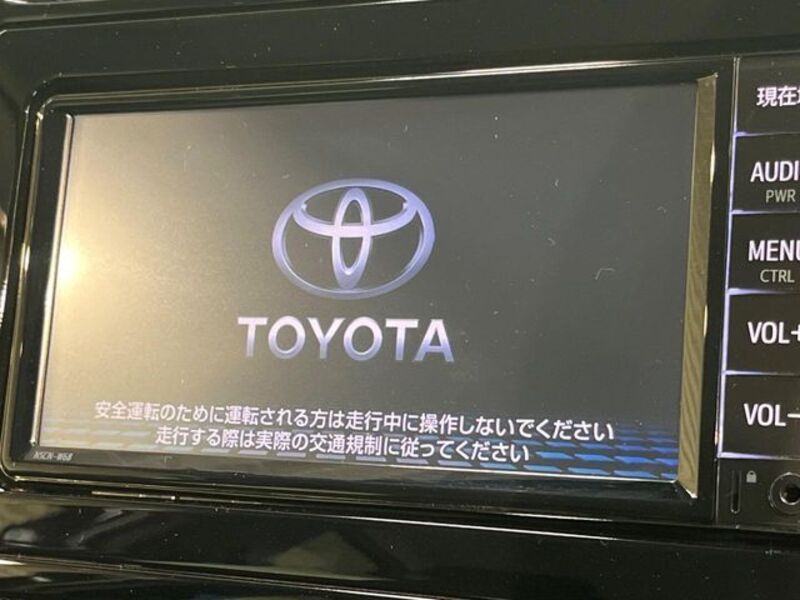 現在
AUDI
PWR
MENU
CTRL
VOL+
VOL-
TOYOTA
安全運転のために運転される方は走行中に操作しないでください
走行する際は実際の交通規制に従ってください
NSCN-W68